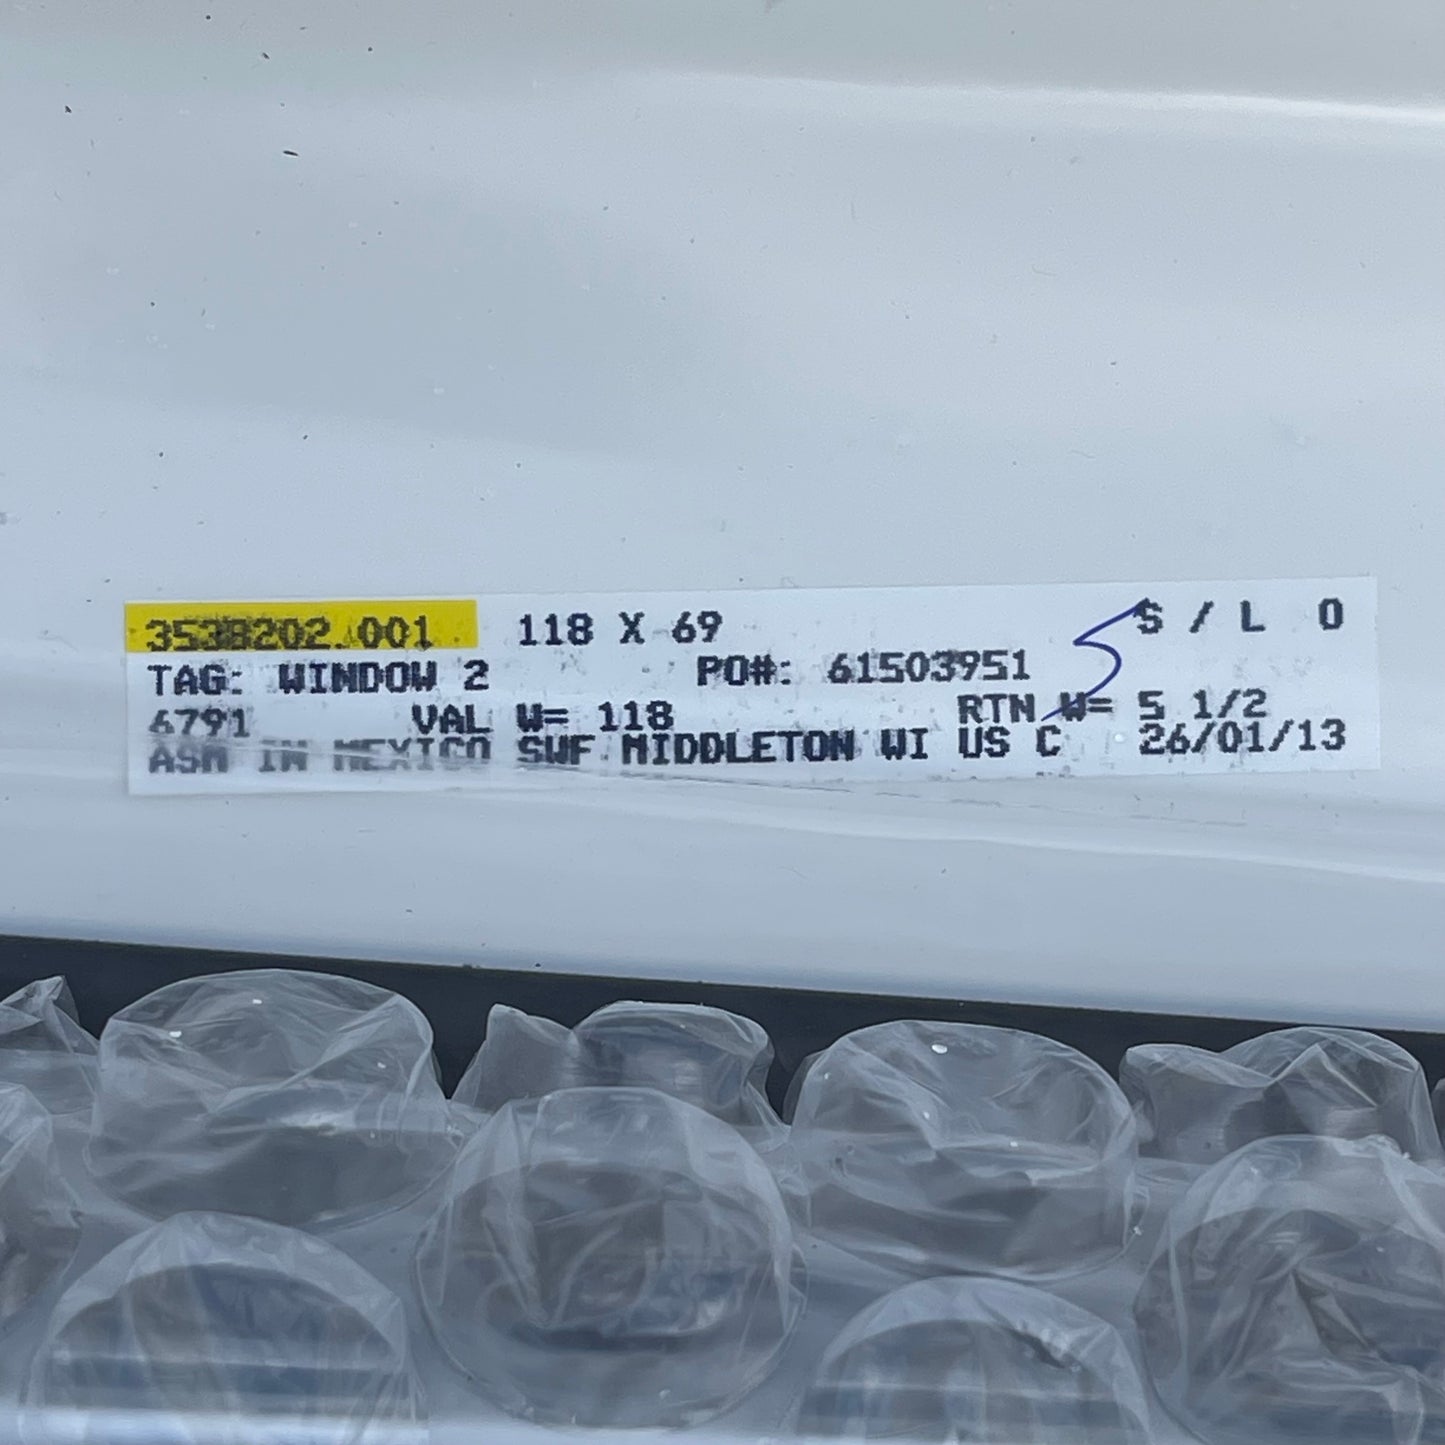 3538202.001 118 X 69 S / L 0
TAG: WINDOW 2 PO#: 61503951
6791 VAL W= 118 RTN W= 5 1/2
ASM IN MEXICO SWF MIDDLETON WI US C 26/01/13